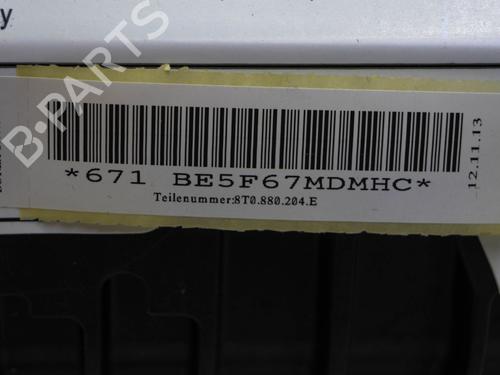 y
B-PARTS
*671 BE5F67MDMHC*
Teilenummer:8T0.880.204.E
12.11.13